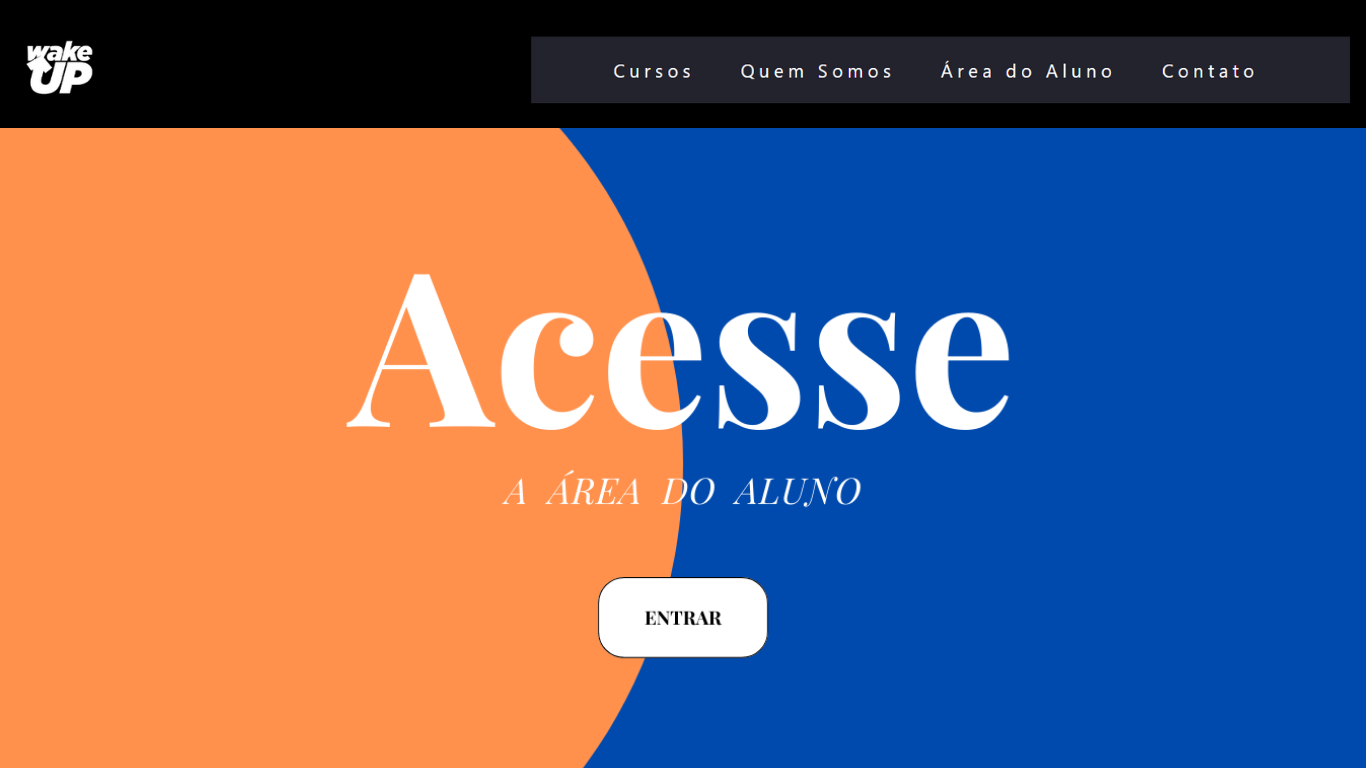 wake
UP
Cursos Quem Somos Área do Aluno Contato
Acesse
A ÁREA DO ALUNO
ENTRAR